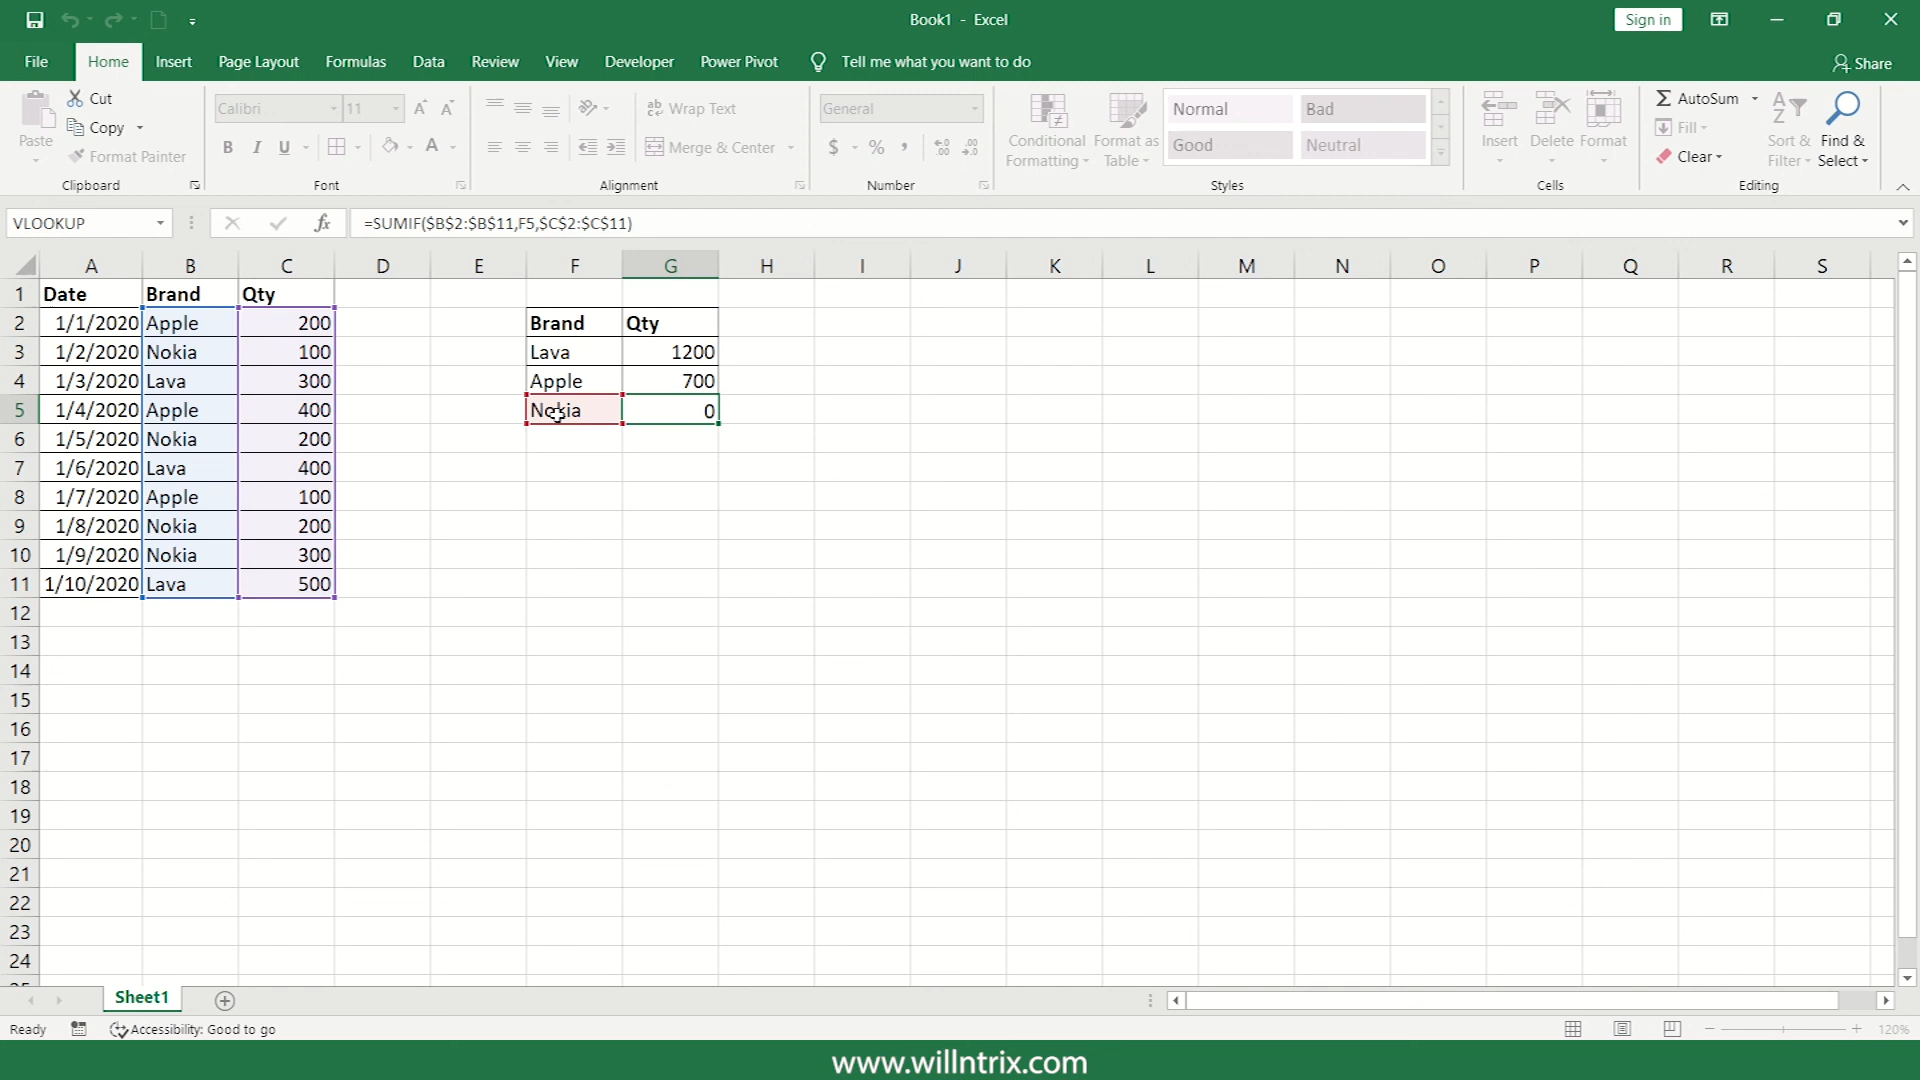 Book1 - Excel
Sign in
File Home Insert Page Layout Formulas Data Review View Developer Power Pivot Tell me what you want to do Share
Paste
Cut
Copy
Format Painter
Clipboard
Calibri 11
B I U A
Font
Wrap Text
Merge & Center
Alignment
General
$ % ,
Number
Conditional Formatting
Format as Table
Normal Bad
Good Neutral
Styles
Insert Delete Format
Cells
AutoSum
Fill
Clear
Sort & Filter
Find & Select
Editing
VLOOKUP fx =SUMIF($B$2:$B$11,F5,$C$2:$C$11)
A B C D E F G H I J K L M N O P Q R S
1 Date Brand Qty
2 1/1/2020 Apple 200 Brand Qty
3 1/2/2020 Nokia 100 Lava 1200
4 1/3/2020 Lava 300 Apple 700
5 1/4/2020 Apple 400 Nokia 0
6 1/5/2020 Nokia 200
7 1/6/2020 Lava 400
8 1/7/2020 Apple 100
9 1/8/2020 Nokia 200
10 1/9/2020 Nokia 300
11 1/10/2020 Lava 500
12
13
14
15
16
17
18
19
20
21
22
23
24
25
Sheet1
Ready Accessibility: Good to go 120%
www.willntrix.com